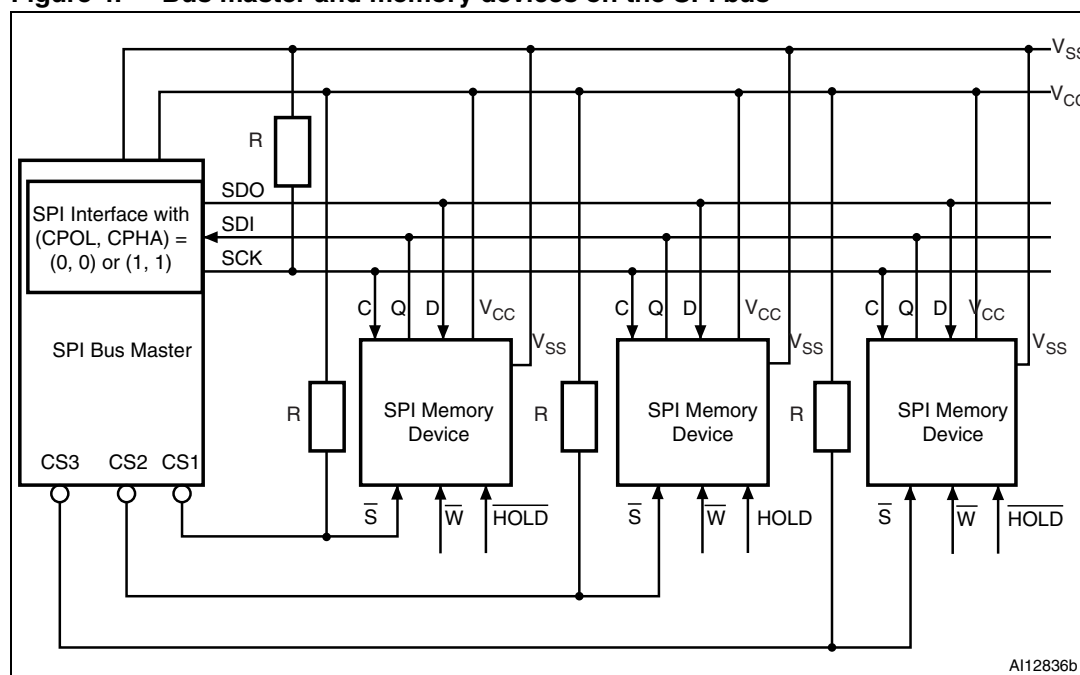 Figure 4. Bus master and memory devices on the SPI bus
VSS
VCC
R
SDO
SDI
SCK
SPI Interface with
(CPOL, CPHA) =
(0, 0) or (1, 1)
SPI Bus Master
C Q D VCC VSS
C Q D VCC VSS
C Q D VCC VSS
R
SPI Memory
Device
R
SPI Memory
Device
R
SPI Memory
Device
CS3 CS2 CS1
S̅ W̅ H̅O̅L̅D̅
S̅ W̅ HOLD
S̅ W̅ H̅O̅L̅D̅
AI12836b